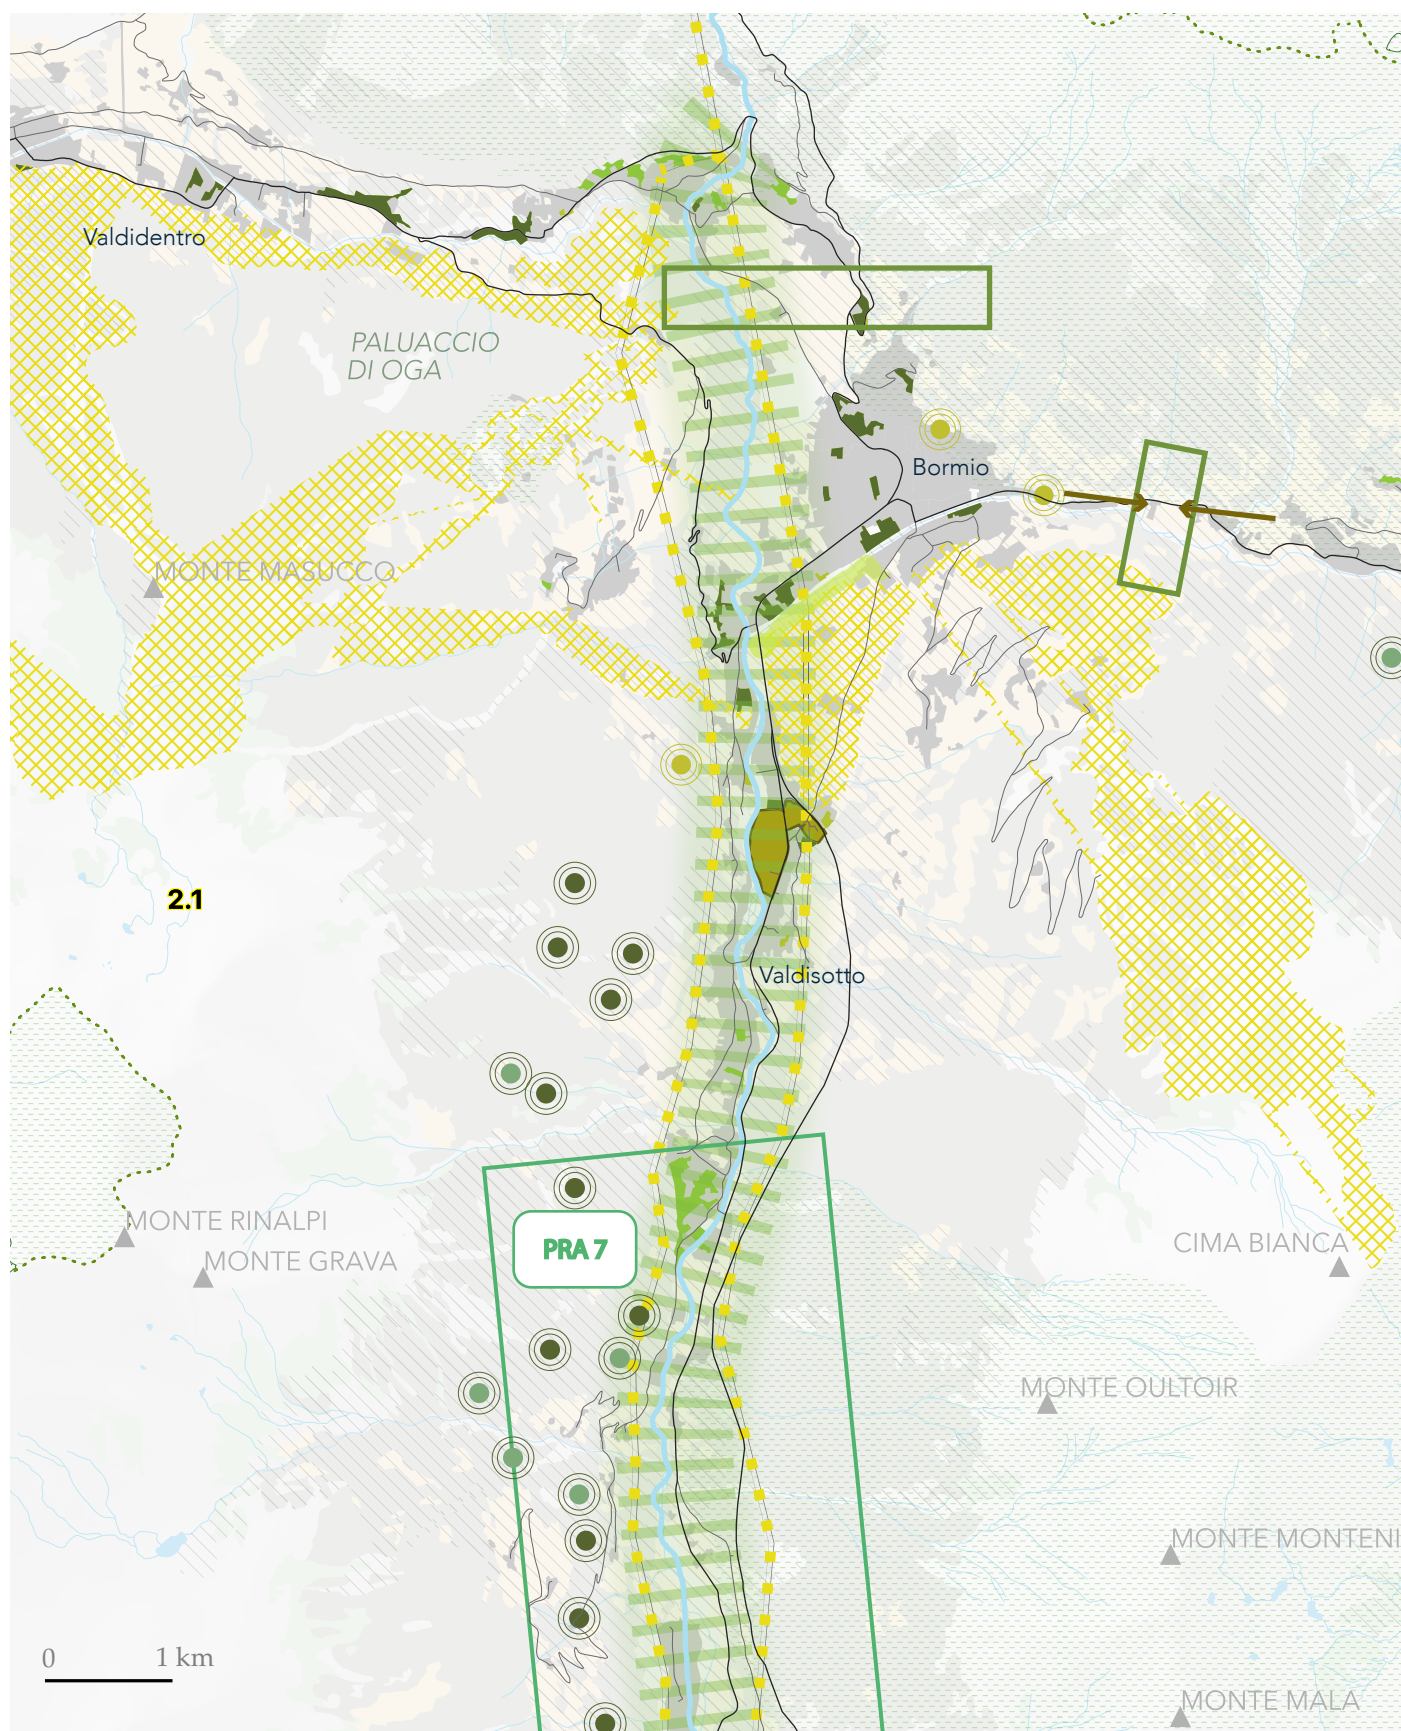 Valdidentro
PALUACCIO
DI OGA
Bormio
MONTE MASUCCO
2.1
Valdisotto
MONTE RINALPI
MONTE GRAVA
PRA 7
CIMA BIANCA
MONTE OULTOIR
MONTE MONTENI
0 1 km
MONTE MALA